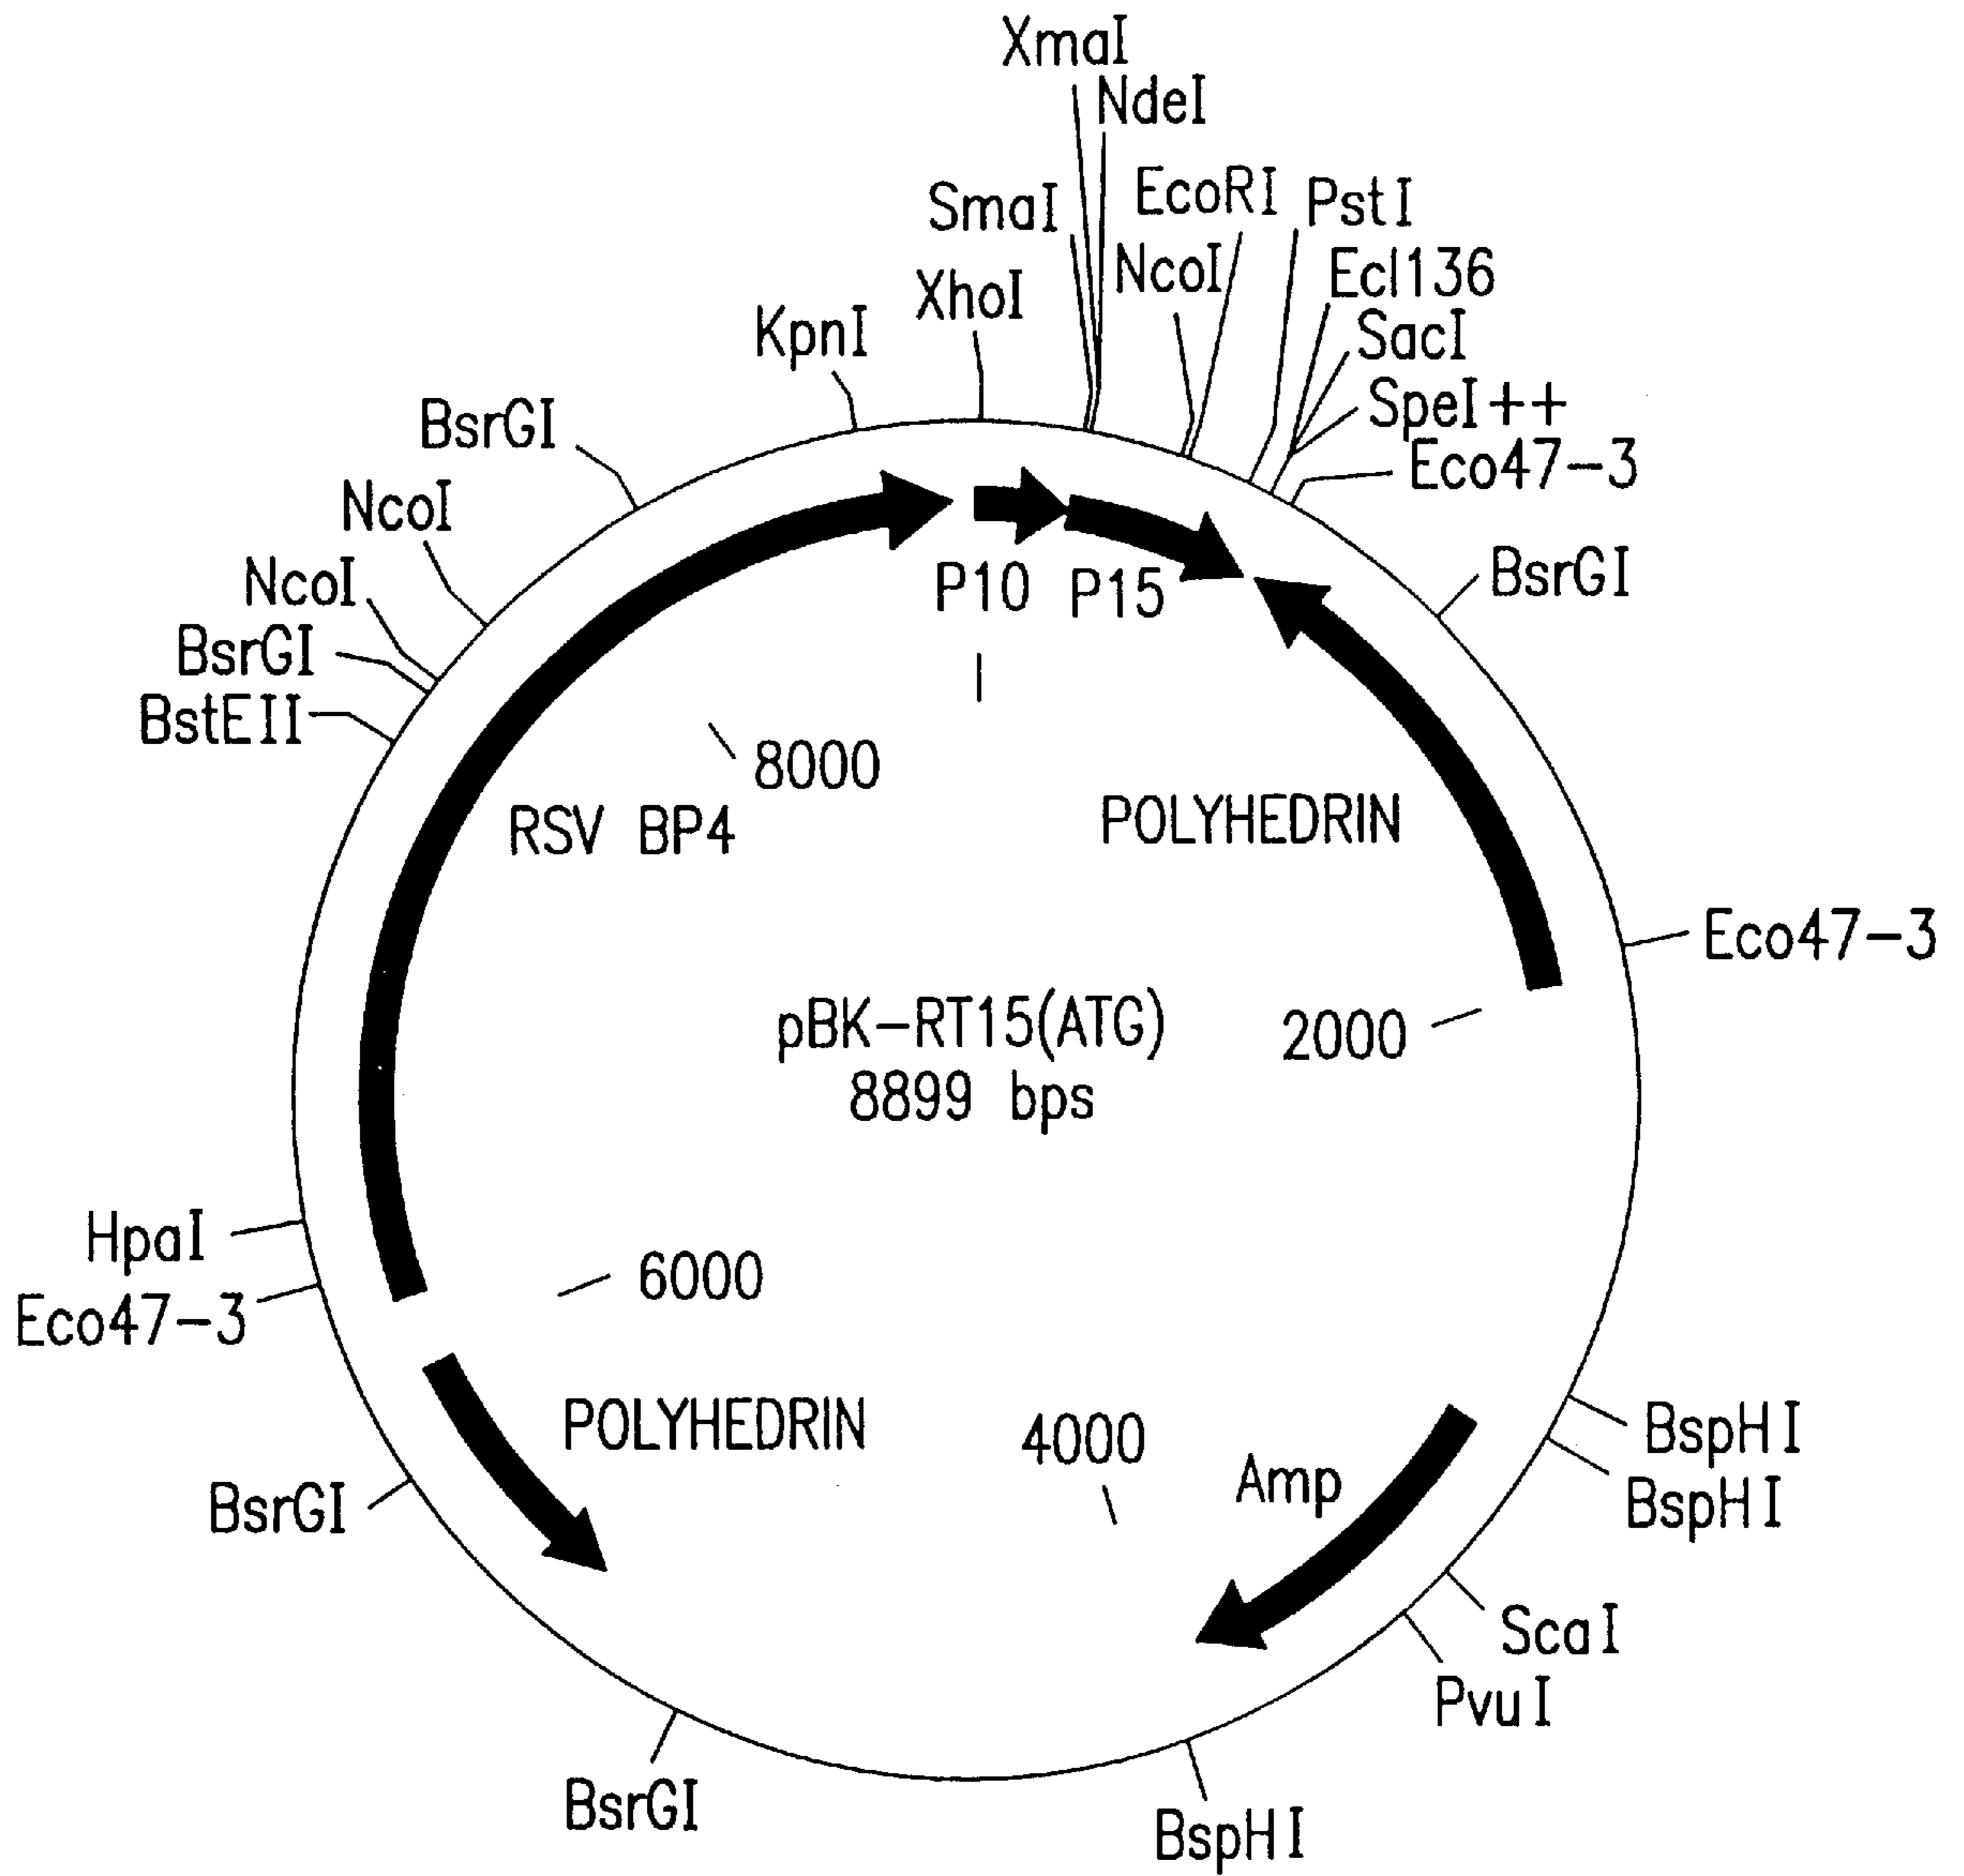 XmaI
NdeI
SmaI
EcoRI
PstI
NcoI
Ecl136
XhoI
SacI
KpnI
SpeI++
BsrGI
Eco47-3
NcoI
NcoI
P10
P15
BsrGI
BsrGI
BstEII
8000
RSV BP4
POLYHEDRIN
Eco47-3
pBK-RT15(ATG)
2000
8899 bps
HpaI
6000
Eco47-3
POLYHEDRIN
4000
BspHI
Amp
BsrGI
BspHI
ScaI
PvuI
BsrGI
BspHI